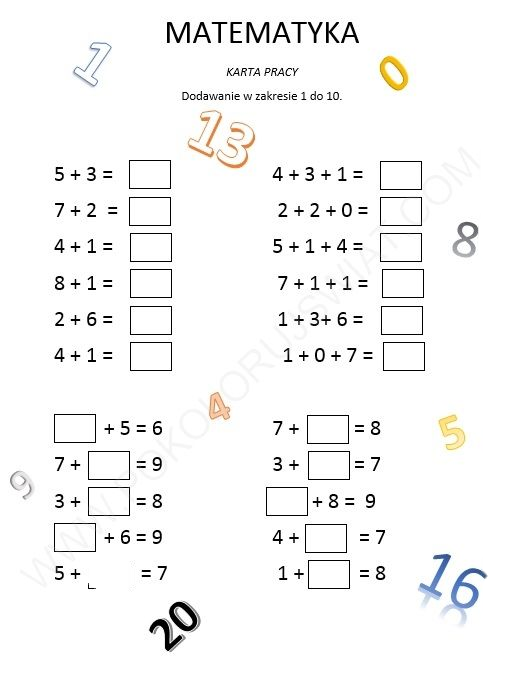 MATEMATYKA
1
KARTA PRACY
0
Dodawanie w zakresie 1 do 10.
13
5 + 3 =
4 + 3 + 1 =
7 + 2 =
2 + 2 + 0 =
8
4 + 1 =
5 + 1 + 4 =
8 + 1 =
7 + 1 + 1 =
2 + 6 =
1 + 3+ 6 =
4 + 1 =
1 + 0 + 7 =
4
+ 5 = 6
7 + = 8
5
7 + = 9
3 + = 7
9
3 + = 8
+ 8 = 9
+ 6 = 9
4 + = 7
5 + = 7
1 + = 8
16
20
WWW.POKOLORUJSWIAT.COM